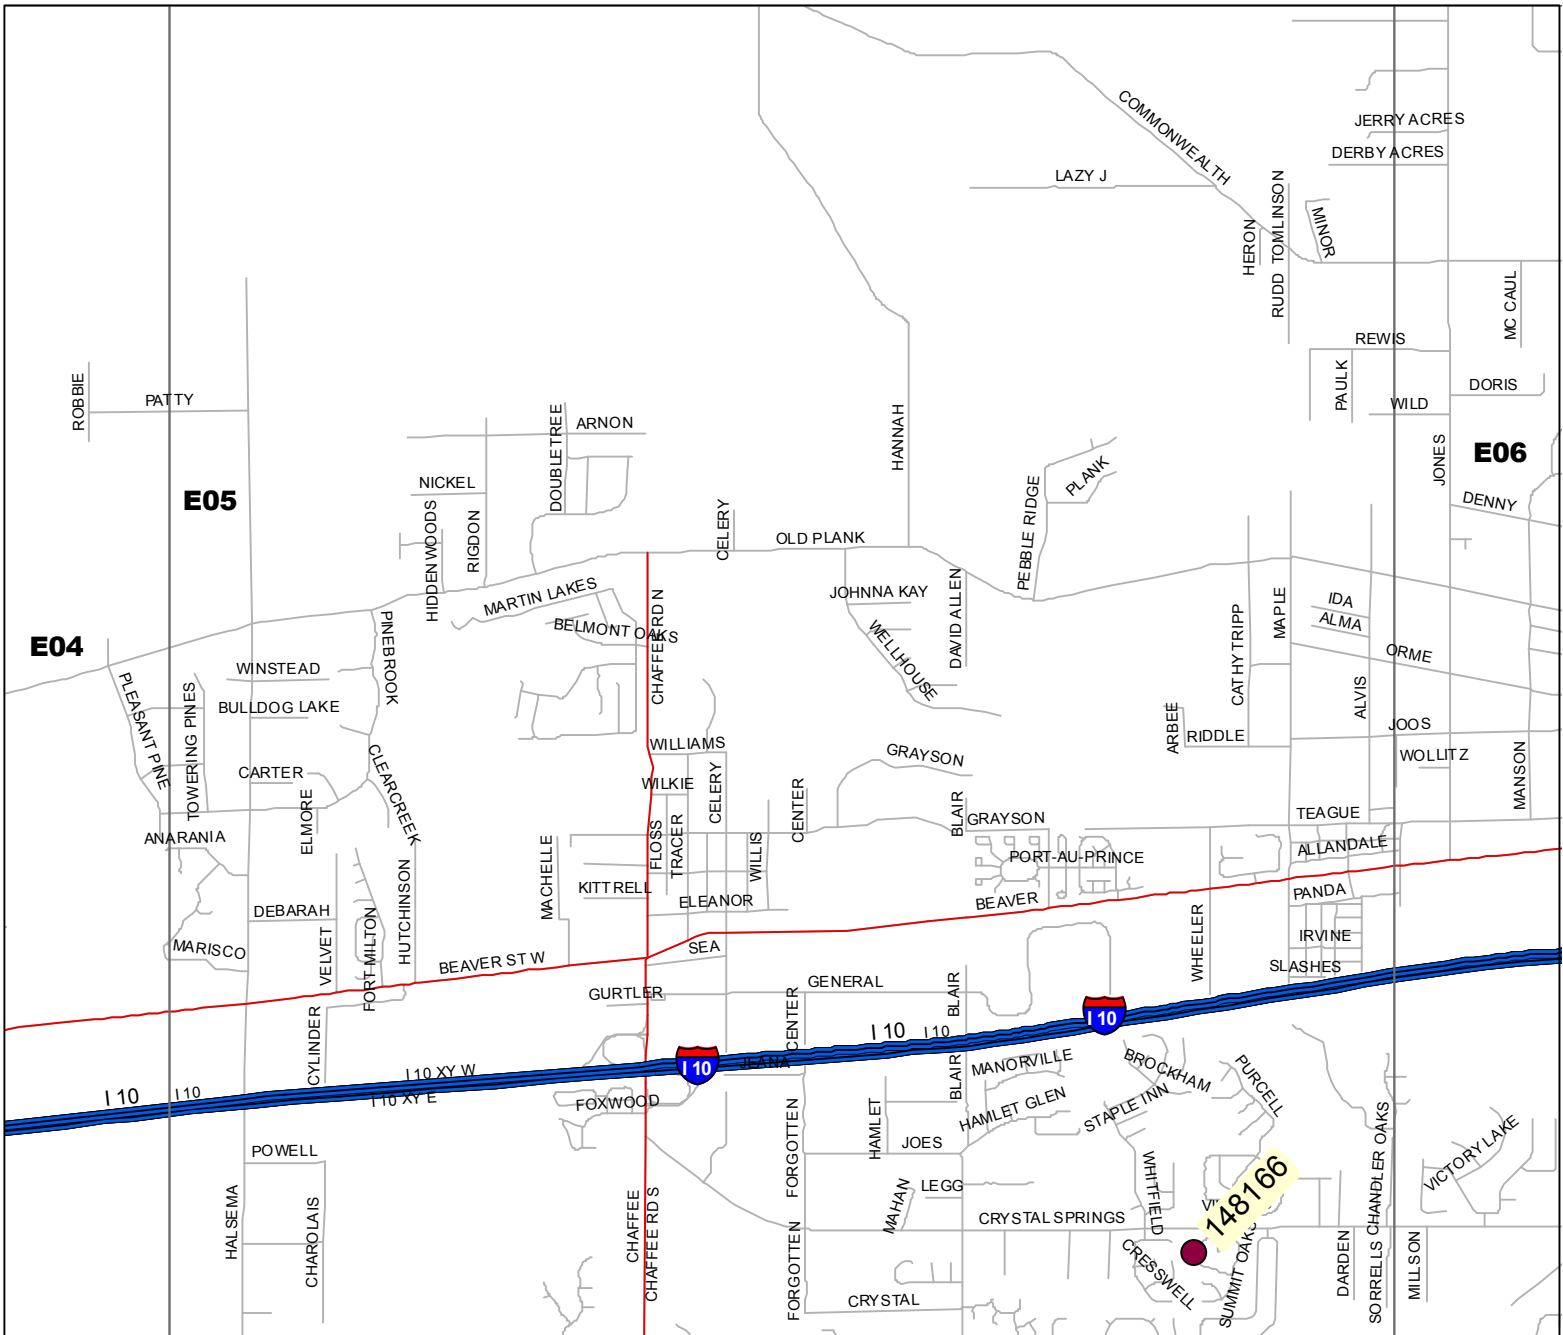 COMMONWEALTH
JERRY ACRES
DERBY ACRES
LAZY J
RUDD TOMLINSON
MINOR
HERON
MC CAUL
REWIS
PAULK
DORIS
WILD
ROBBIE
PATTY
DOUBLETREE
ARNON
HANNAH
JONES
E06
NICKEL
PLANK
E05
HIDDEN WOODS
RIGDON
CELERY
OLD PLANK
PEBBLE RIDGE
DENNY
MARTIN LAKES
JOHNNA KAY
DAVID ALLEN
MAPLE
IDA
ALMA
CATHY TRIPP
E04
PINEBROOK
BELMONT OAKS
CHAFFEE RD N
WELLHOUSE
ORME
WINSTEAD
PLEASANT PINE
TOWERING PINES
BULLDOG LAKE
ALVIS
ARBEE
RIDDLE
JOOS
WILLIAMS
GRAYSON
WOLLITZ
MANSON
CARTER
CLEARCREEK
WILKIE
CELERY
CENTER
BLAIR
GRAYSON
TEAGUE
ELMORE
ANARANIA
FLOSS
TRACER
WILLIS
ALLANDALE
PORT-AU-PRINCE
MACHELLE
KITTRELL
ELEANOR
BEAVER
PANDA
DEBARAH
HUTCHINSON
FORT MILTON
VELVET
MARISCO
SEA
WHEELER
IRVINE
BEAVER ST W
SLASHES
GURTLER
GENERAL
BLAIR
CENTER
I 10
I 10
I 10
CYLINDER
I 10
JEANA
MANORVILLE
BROCKHAM
PURCELL
I 10 XY W
I 10 XY E
I 10
I 10
BLAIR
FOXWOOD
HAMLET GLEN
STAPLE INN
HAMLET
FORGOTTEN
JOES
CHANDLER OAKS
VICTORY LAKE
POWELL
WHITFIELD
148166
LEGG
MAHAN
HALSEMA
CHAROLAIS
CHAFFEE
CHAFFEE RD S
CRYSTAL SPRINGS
FORGOTTEN
CRESSWELL
SUMMIT OAKS
DARDEN
SORRELLS
MILLSON
CRYSTAL